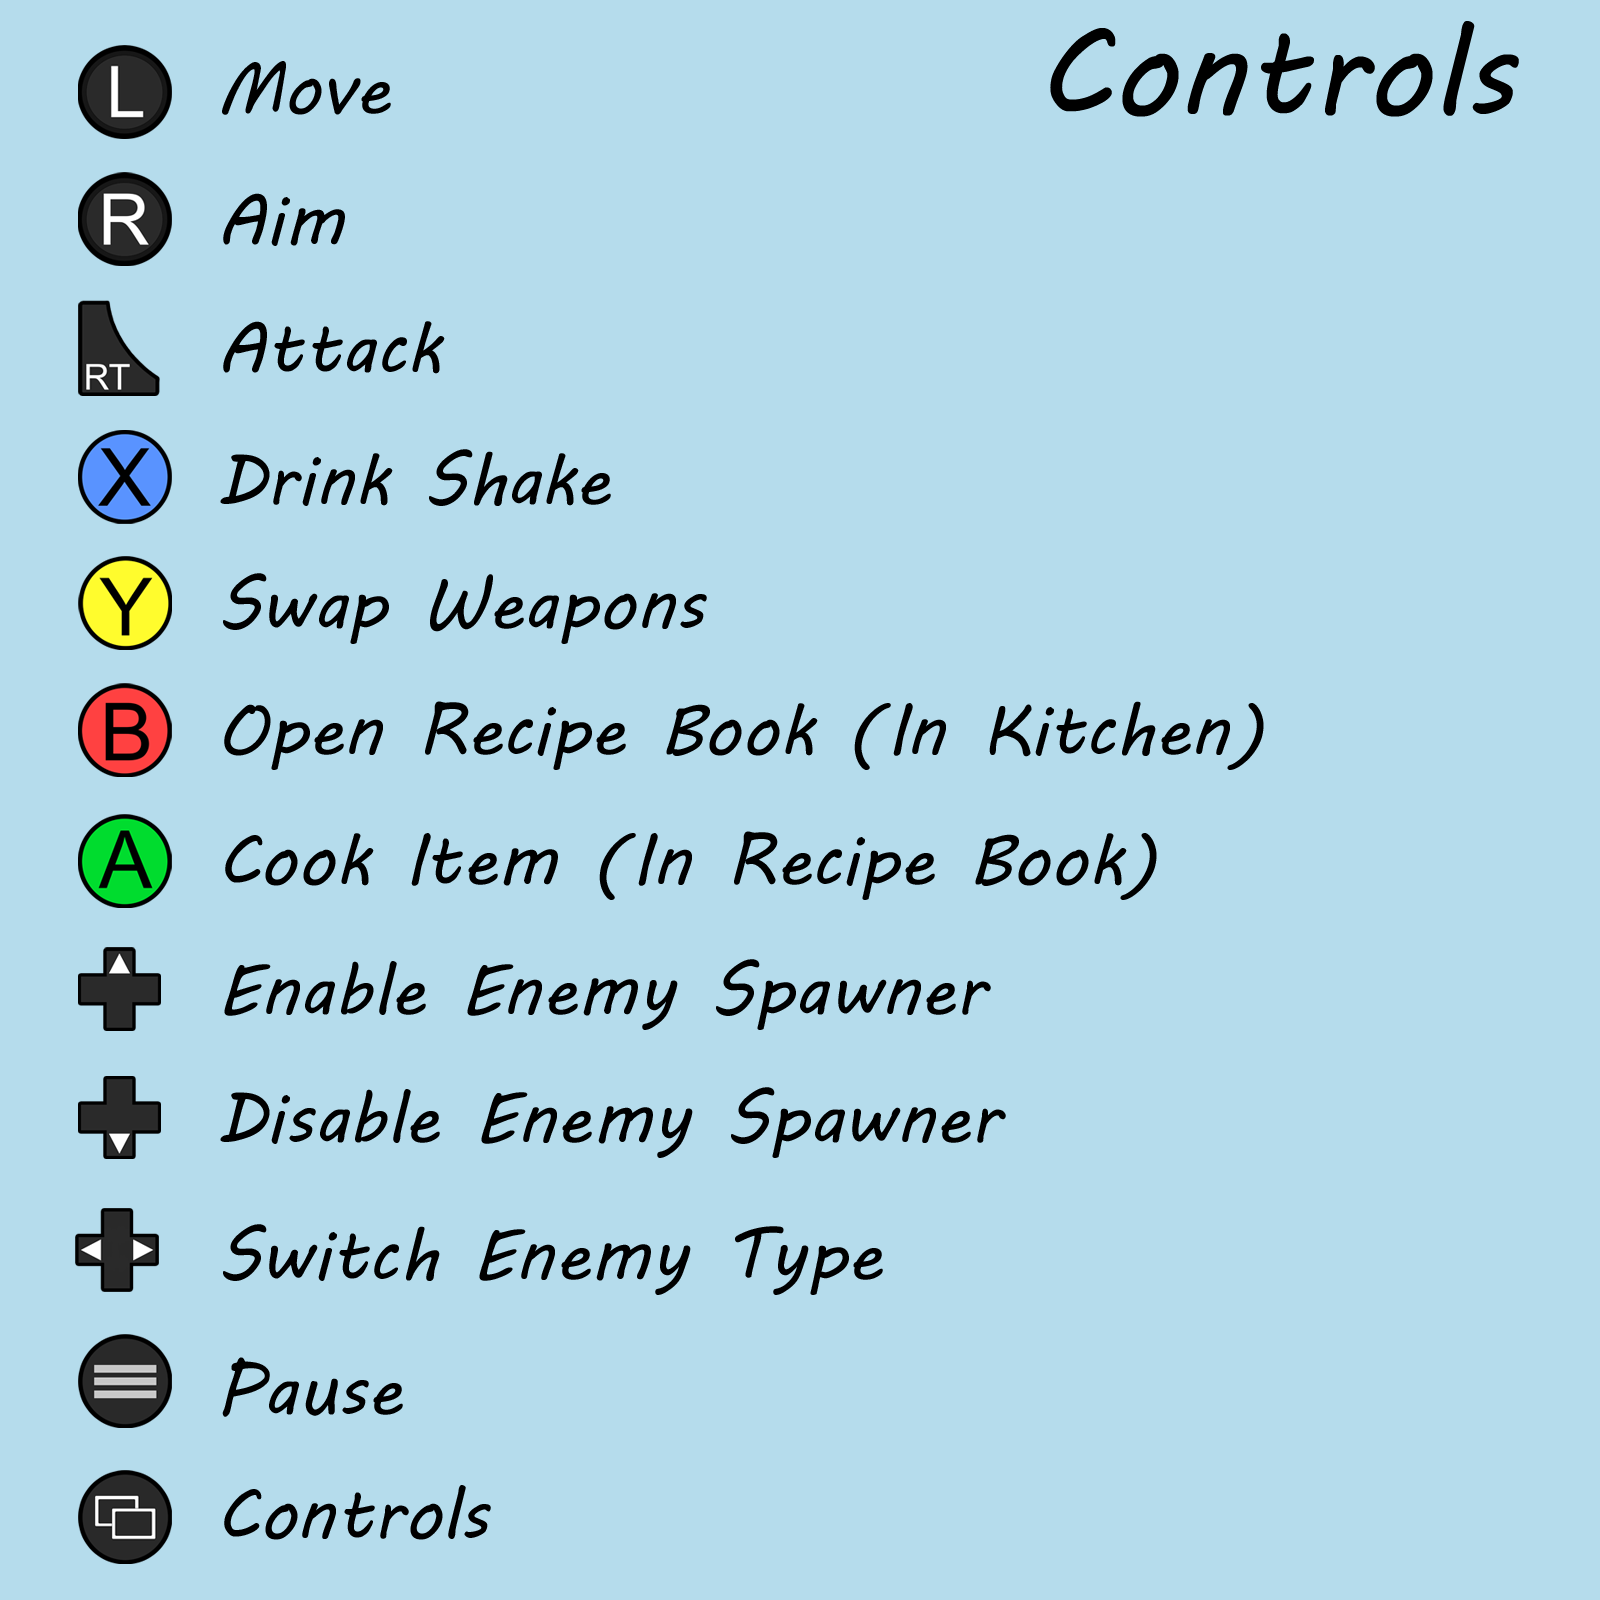 Controls
L Move
R Aim
RT Attack
X Drink Shake
Y Swap Weapons
B Open Recipe Book (In Kitchen)
A Cook Item (In Recipe Book)
Enable Enemy Spawner
Disable Enemy Spawner
Switch Enemy Type
Pause
Controls